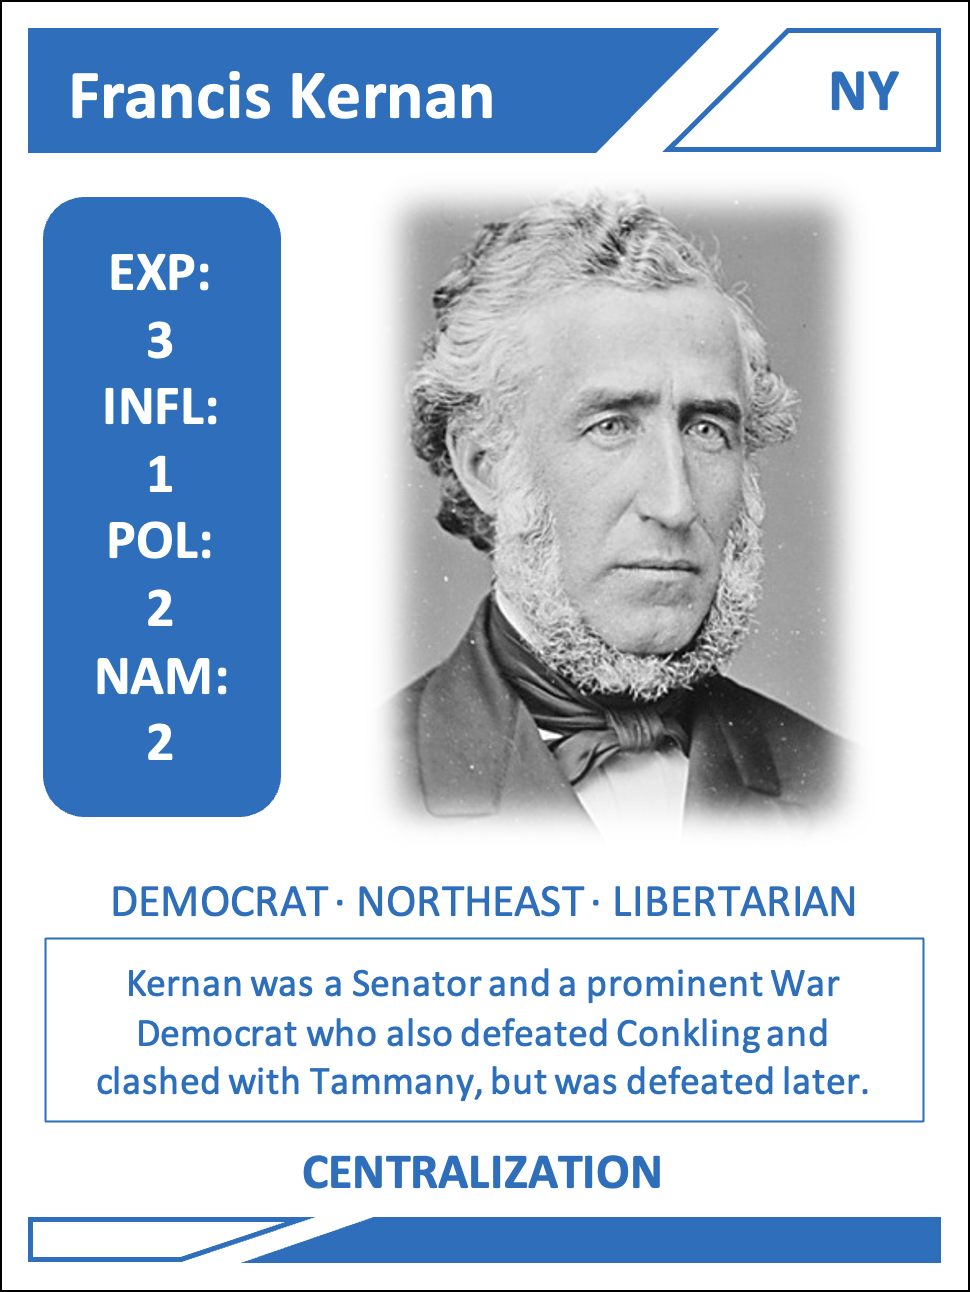 Francis Kernan
NY
EXP:
3
INFL:
1
POL:
2
NAM:
2
DEMOCRAT · NORTHEAST · LIBERTARIAN
Kernan was a Senator and a prominent War
Democrat who also defeated Conkling and
clashed with Tammany, but was defeated later.
CENTRALIZATION